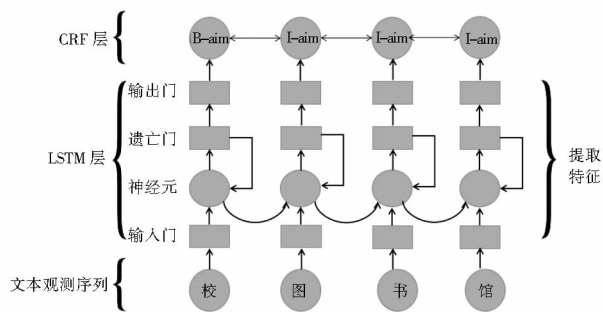 CRF 层
B-aim I-aim I-aim I-aim
输出门
遗亡门
LSTM 层
提取
特征
神经元
输入门
文本观测序列
校 图 书 馆